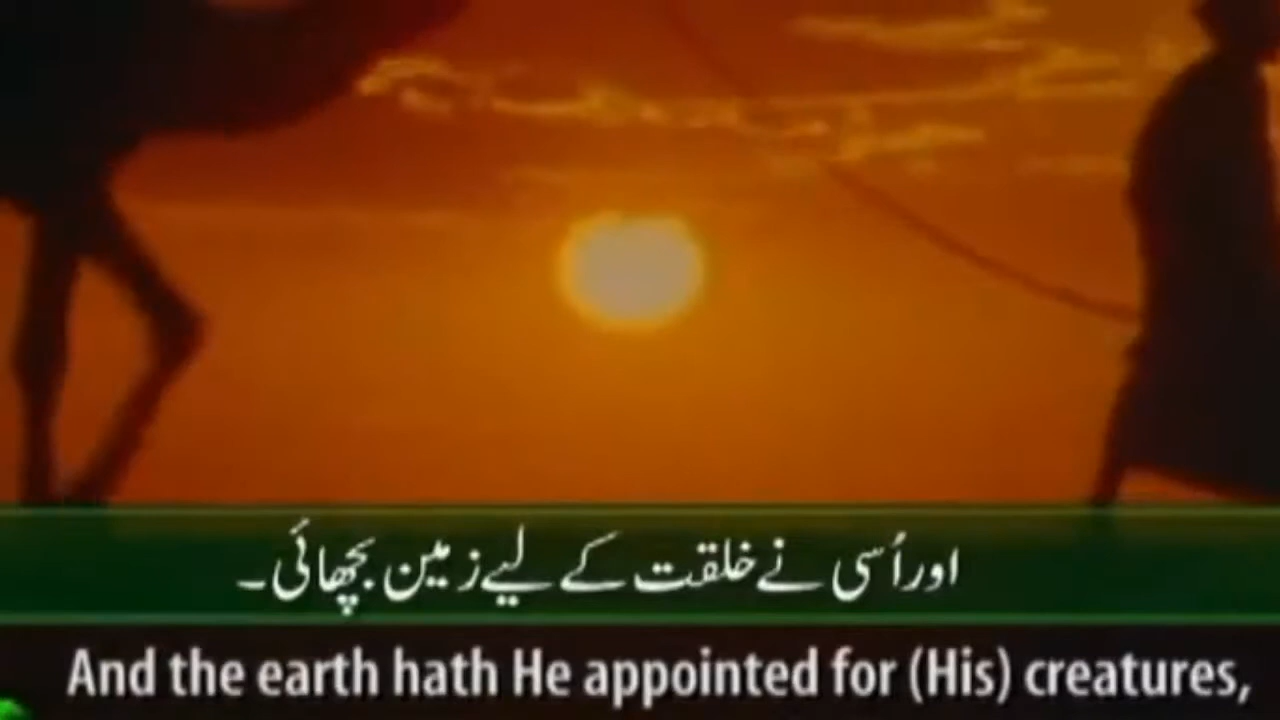 اور اُسی نے خلقت کے لیے زمین بچھائی۔
And the earth hath He appointed for (His) creatures,